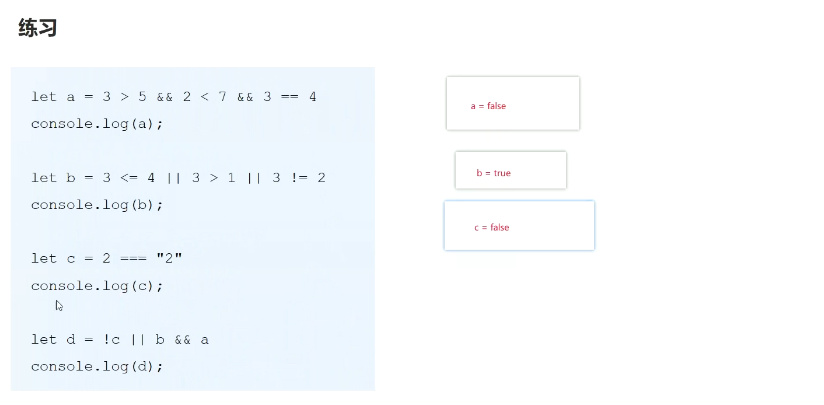 练习
let a = 3 > 5 && 2 < 7 && 3 == 4
console.log(a);
let b = 3 <= 4 || 3 > 1 || 3 != 2
console.log(b);
let c = 2 === "2"
console.log(c);
let d = !c || b && a
console.log(d);
a = false
b = true
c = false